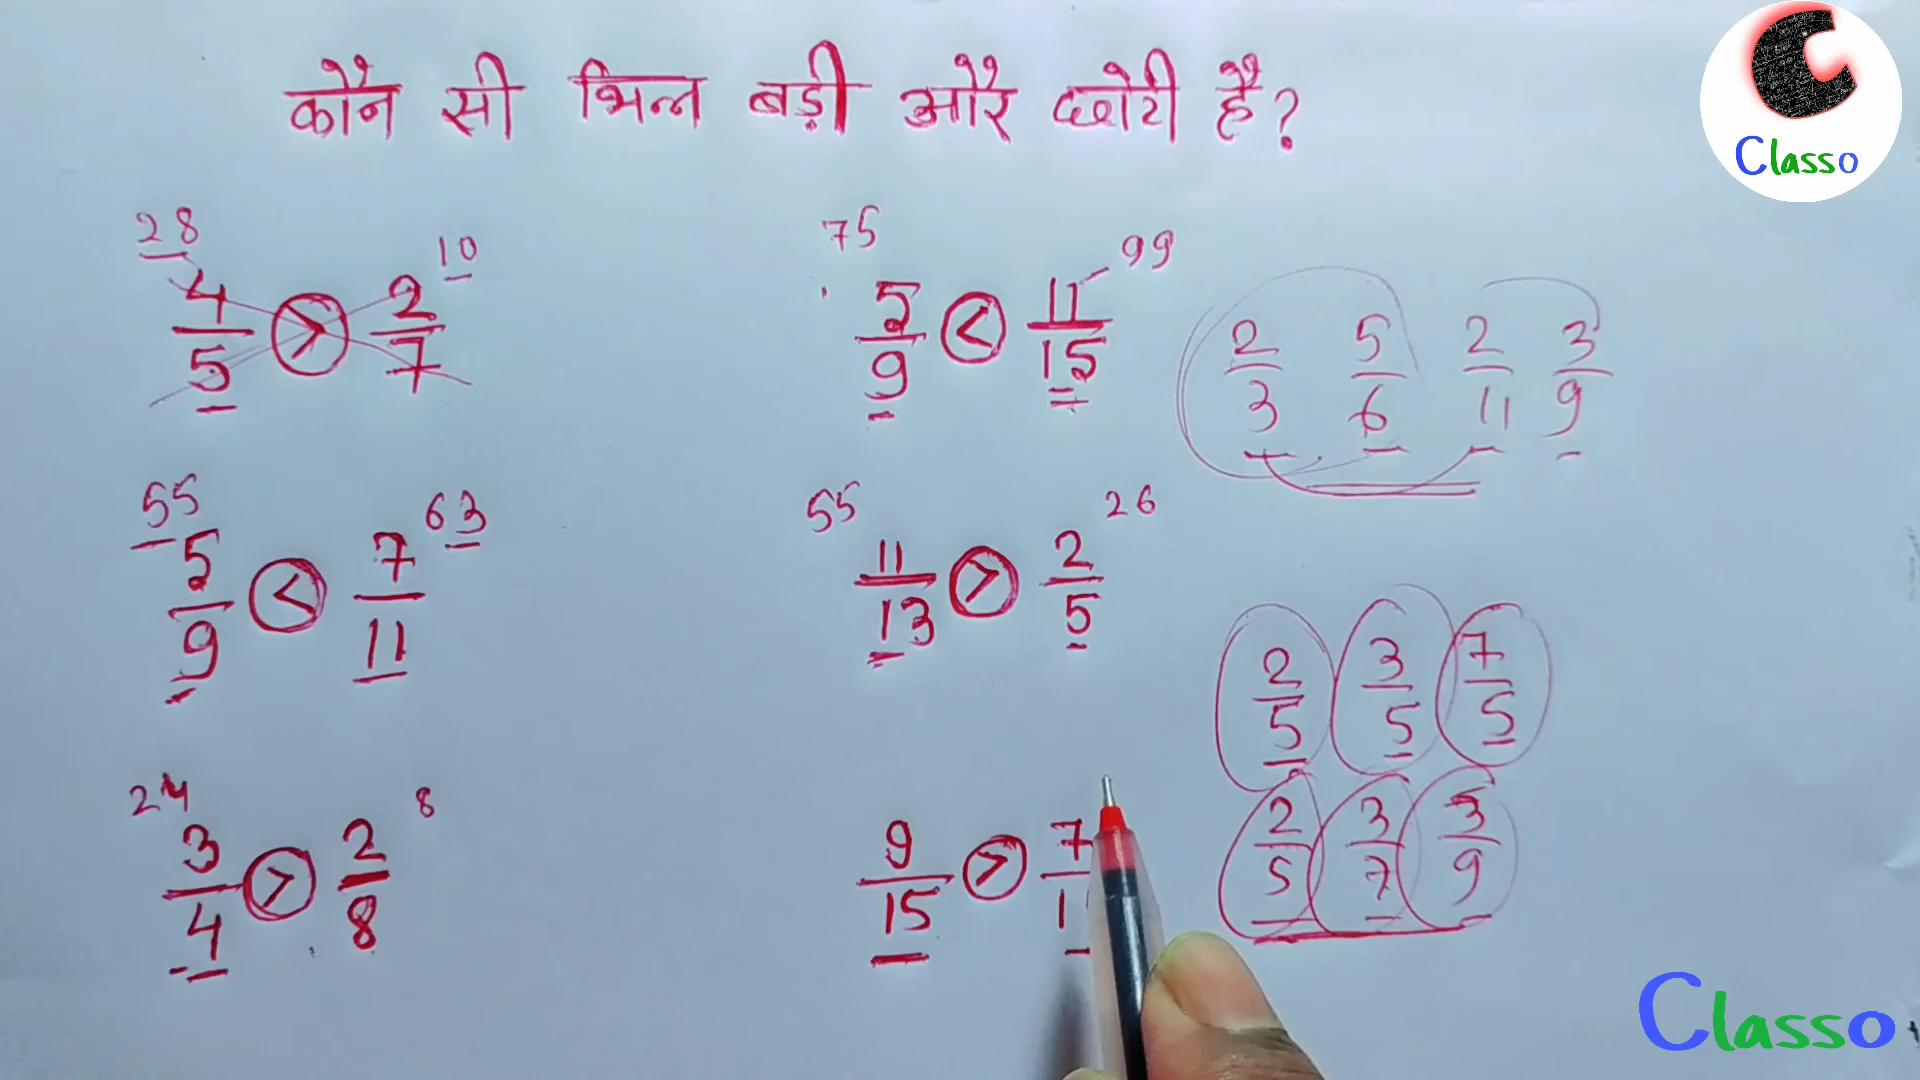 कौन सी भिन्न बड़ी और छोटी है?
Classo
28 10
4/5 > 2/7
75 99
5/9 < 11/15
2/3 5/6 2/11 3/9
55 63
5/9 < 7/11
55 26
11/13 > 2/5
2/5 3/5 7/5
24 8
3/4 > 2/8
9/15 >
2/5 3/7 3/9
Classo